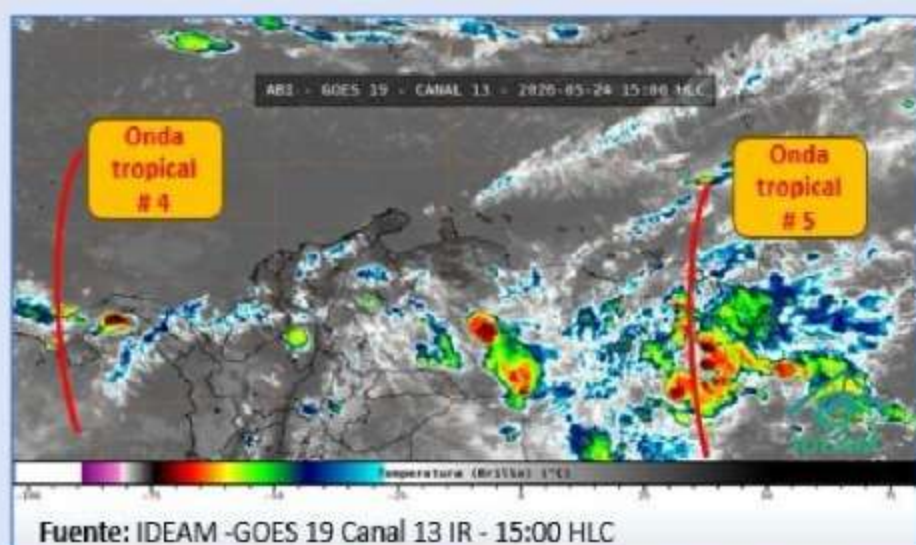 ABI - GOES 19 - CANAL 13 - 2026-05-24 15:00 HLC
Onda
tropical
# 4
Onda
tropical
# 5
Temperatura (Brillo) (°C)
Fuente: IDEAM -GOES 19 Canal 13 IR - 15:00 HLC